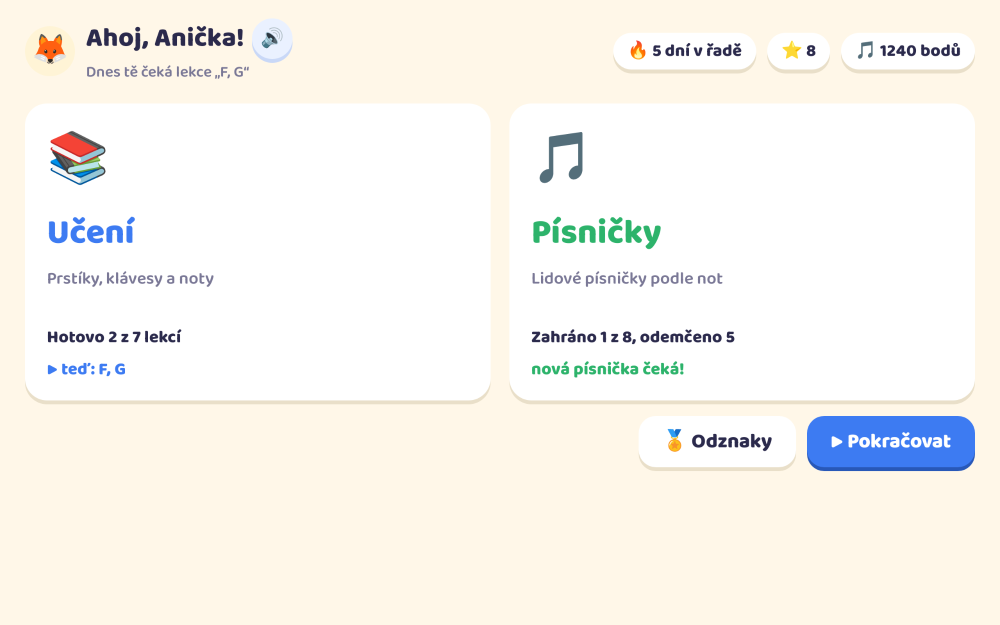 Ahoj, Anička!
Dnes tě čeká lekce „F, G“
5 dní v řadě
8
1240 bodů
Učení
Prstíky, klávesy a noty
Hotovo 2 z 7 lekcí
▶ teď: F, G
Písničky
Lidové písničky podle not
Zahráno 1 z 8, odemčeno 5
nová písnička čeká!
Odznaky
▶ Pokračovat